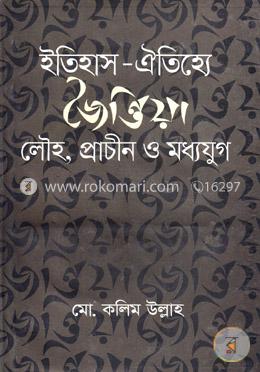 ইতিহাস-ঐতিহ্যে
জৈন্তিয়া
লৌহ, প্রাচীন ও মধ্যযুগ
www.rokomari.com 16297
মো. কলিম উল্লাহ